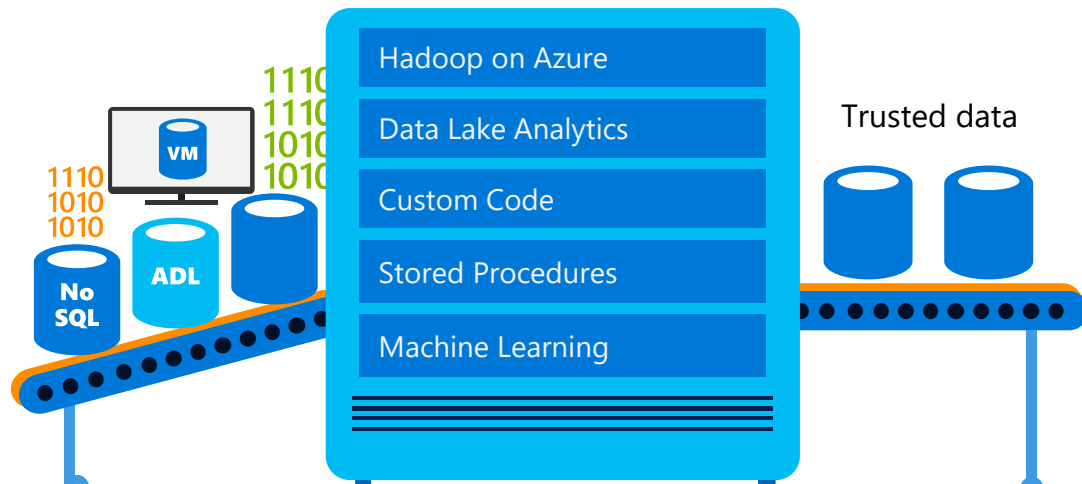 1110
1010
1010
No
SQL
VM
ADL
1110
1110
1010
1010
Hadoop on Azure
Data Lake Analytics
Custom Code
Stored Procedures
Machine Learning
Trusted data